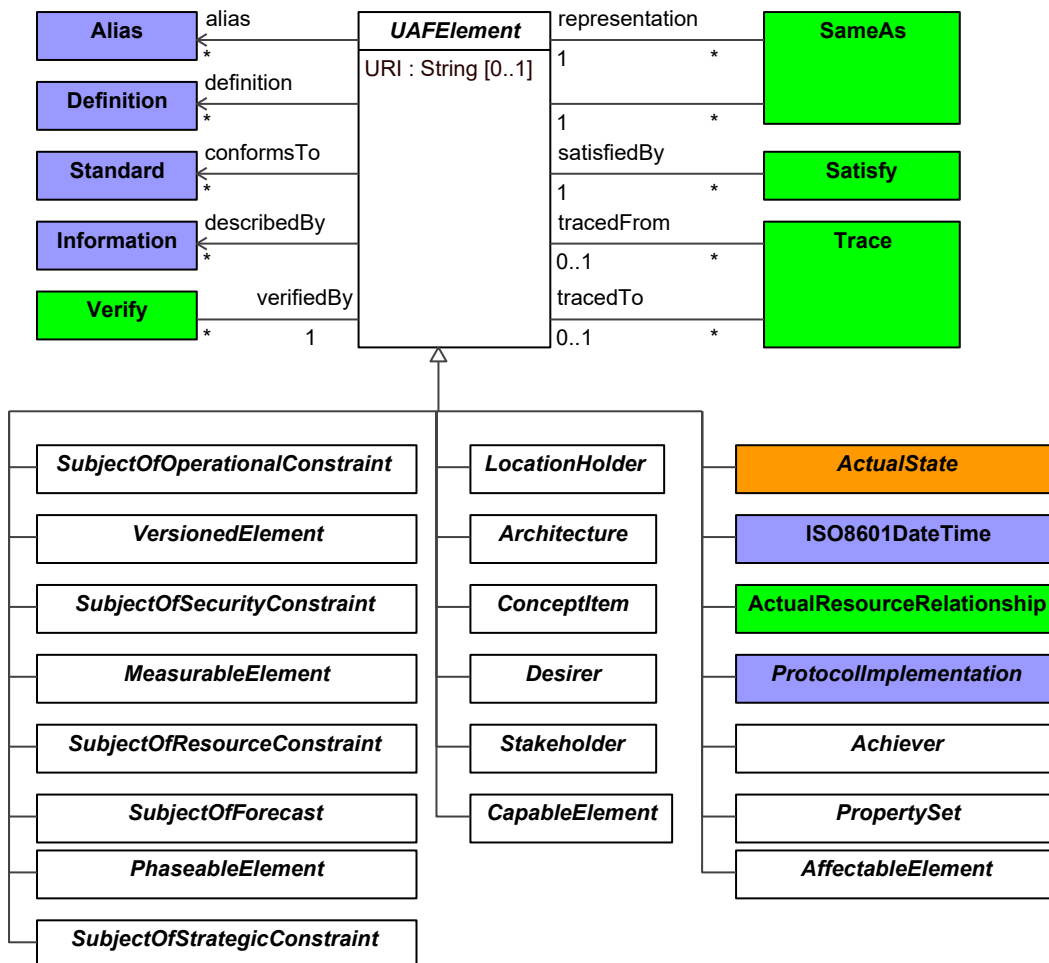 Alias
alias
*
UAFElement
URI : String [0..1]
representation
1
*
SameAs
Definition
definition
*
1
*
Standard
conformsTo
*
satisfiedBy
1
*
Satisfy
Information
describedBy
*
tracedFrom
0..1
*
Trace
Verify
verifiedBy
*
1
tracedTo
0..1
*
SubjectOfOperationalConstraint
LocationHolder
ActualState
VersionedElement
Architecture
ISO8601DateTime
SubjectOfSecurityConstraint
ConceptItem
ActualResourceRelationship
MeasurableElement
Desirer
ProtocolImplementation
SubjectOfResourceConstraint
Stakeholder
Achiever
SubjectOfForecast
CapableElement
PropertySet
PhaseableElement
AffectableElement
SubjectOfStrategicConstraint